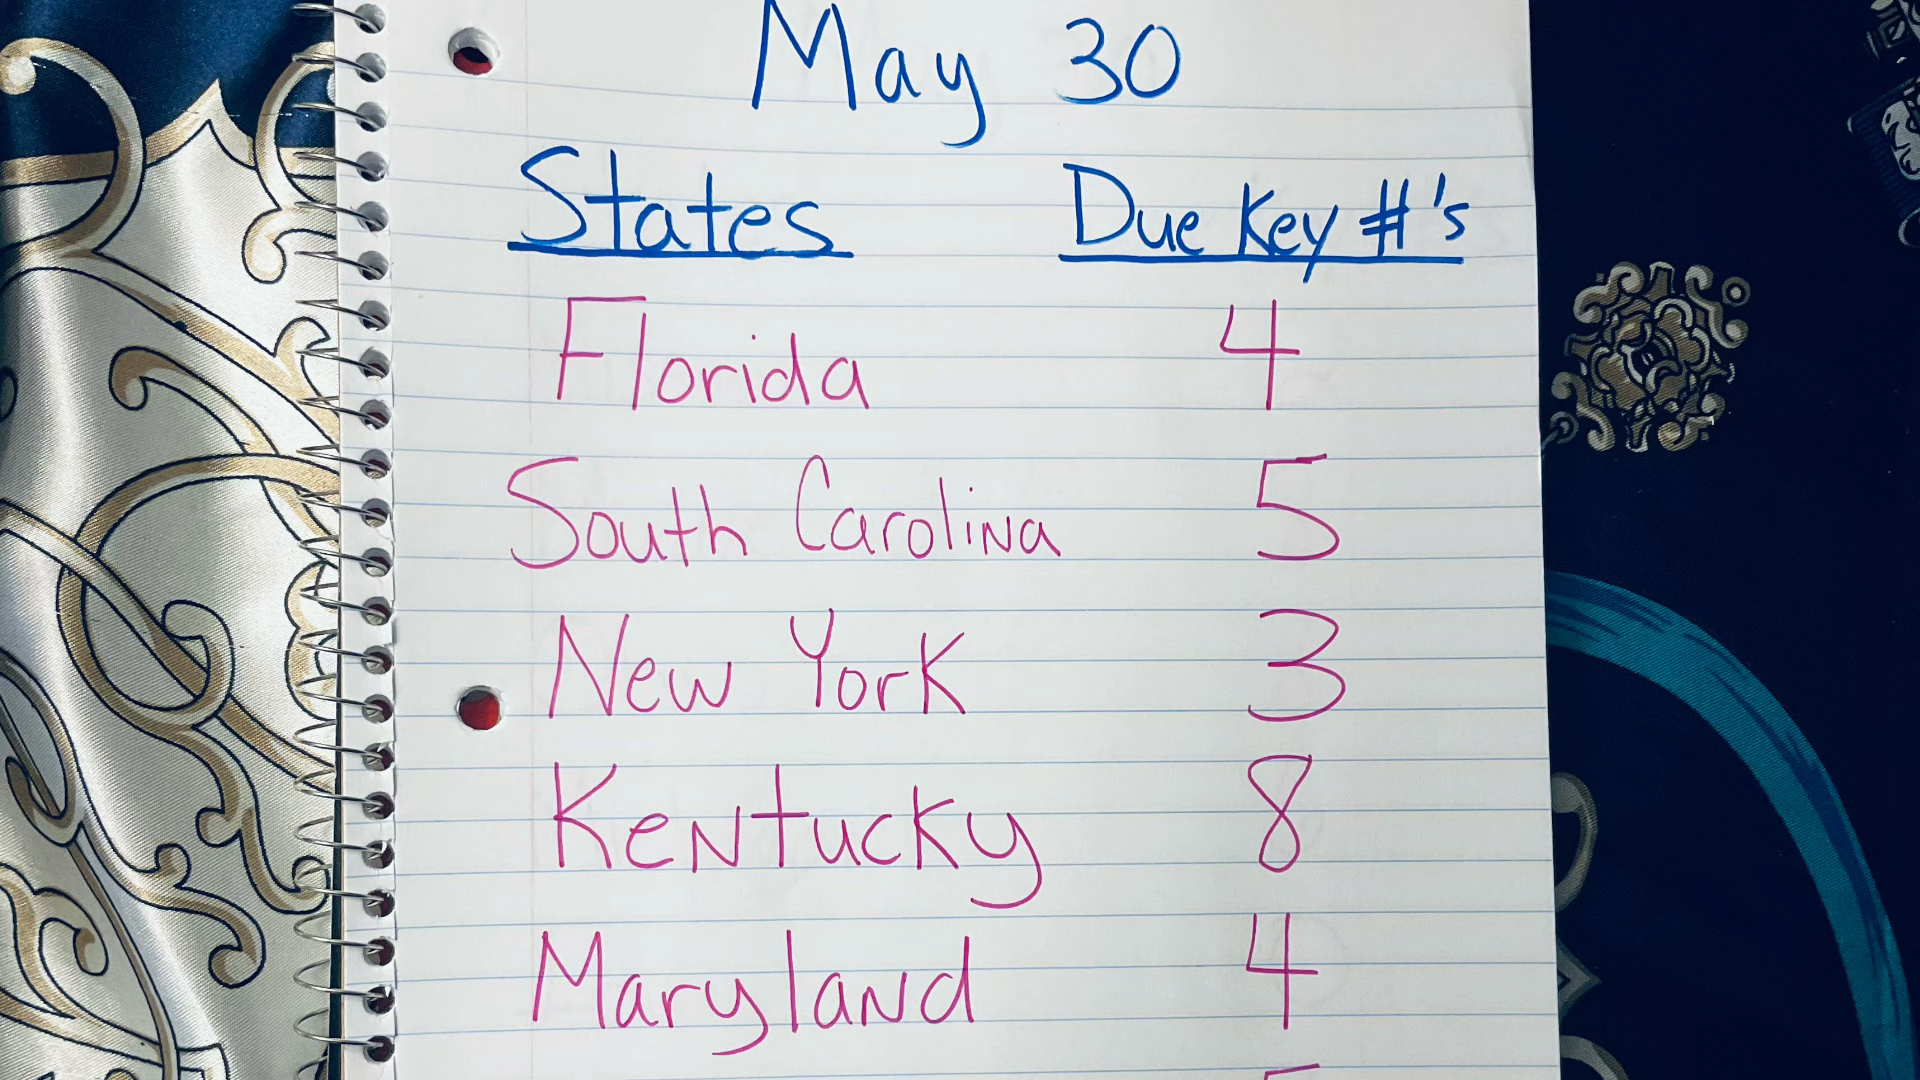 May 30
States Due Key #'s
Florida 4
South Carolina 5
New York 3
Kentucky 8
Maryland 4